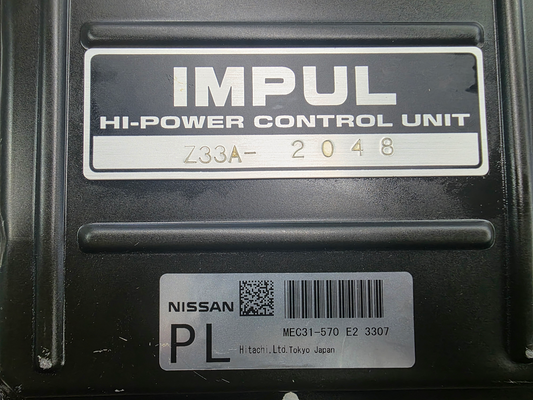 IMPUL
HI-POWER CONTROL UNIT
Z33A- 2048
NISSAN
PL
MEC31-570 E2 3307
Hitachi,Ltd.Tokyo Japan